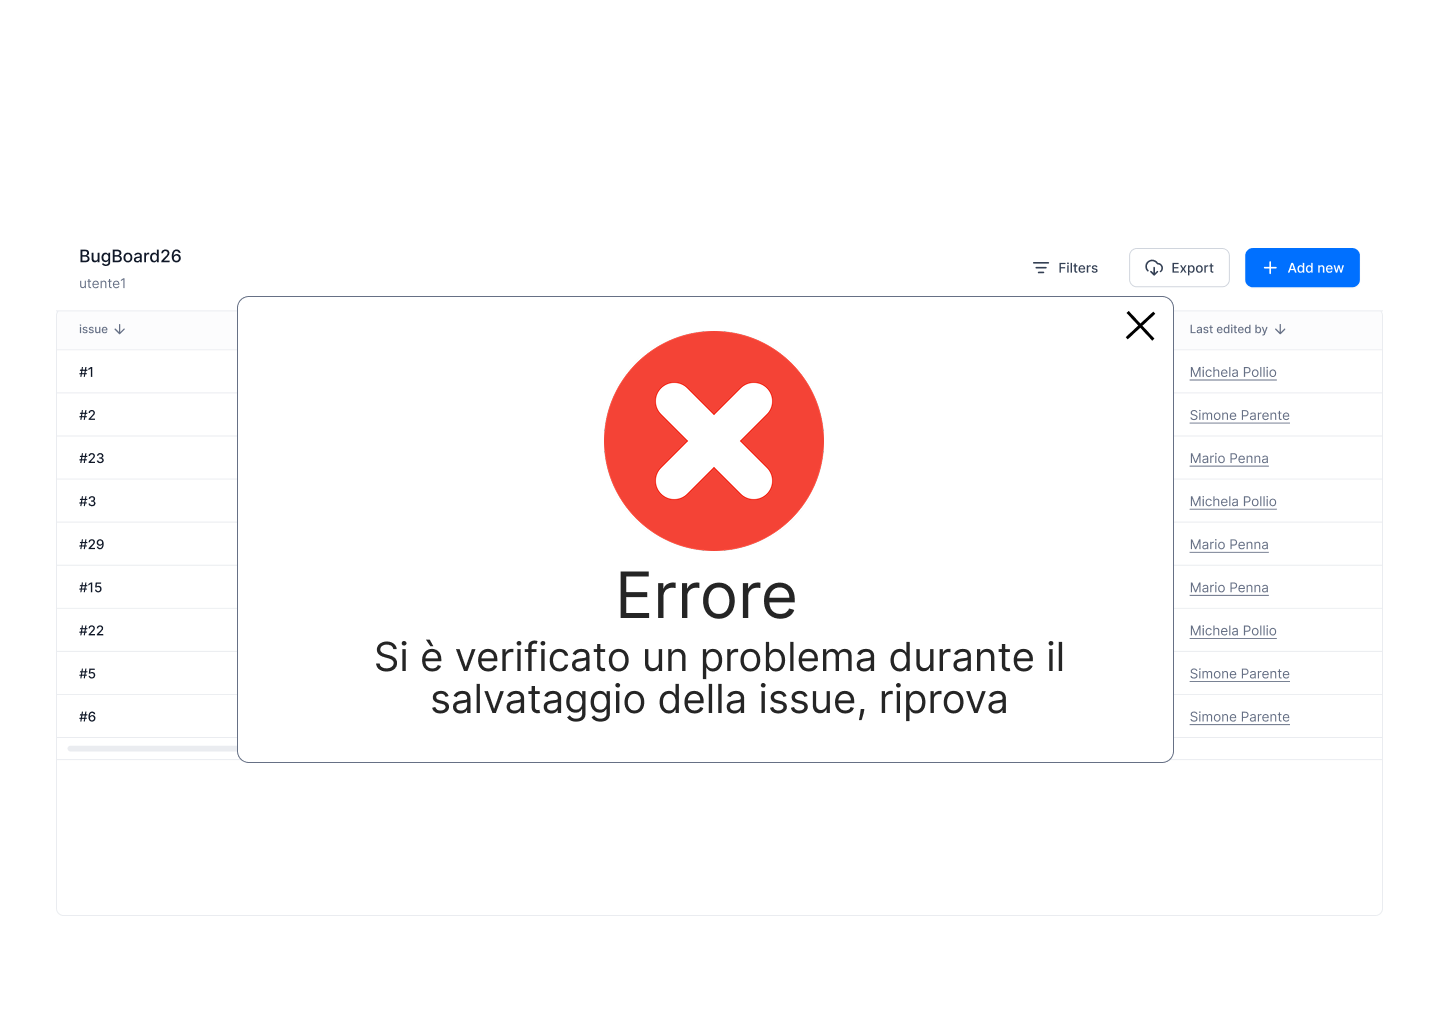 BugBoard26
utente1
Filters
Export
Add new
issue
Last edited by
#1
Michela Pollio
#2
Simone Parente
#23
Mario Penna
#3
Michela Pollio
#29
Mario Penna
#15
Mario Penna
#22
Michela Pollio
#5
Simone Parente
#6
Simone Parente
Errore
Si è verificato un problema durante il
salvataggio della issue, riprova